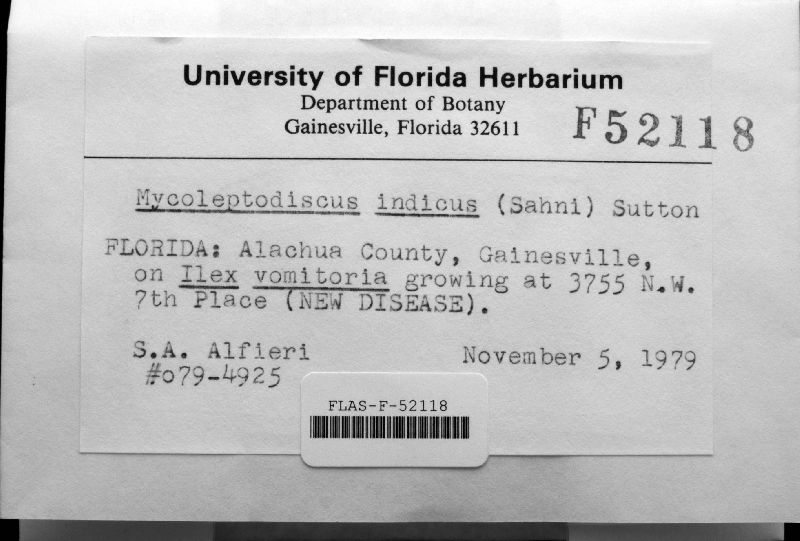 University of Florida Herbarium
Department of Botany
Gainesville, Florida 32611
F52118
Mycoleptodiscus indicus (Sahni) Sutton
FLORIDA: Alachua County, Gainesville,
on Ilex vomitoria growing at 3755 N.W.
7th Place (NEW DISEASE).
S.A. Alfieri November 5, 1979
#o79-4925
FLAS-F-52118